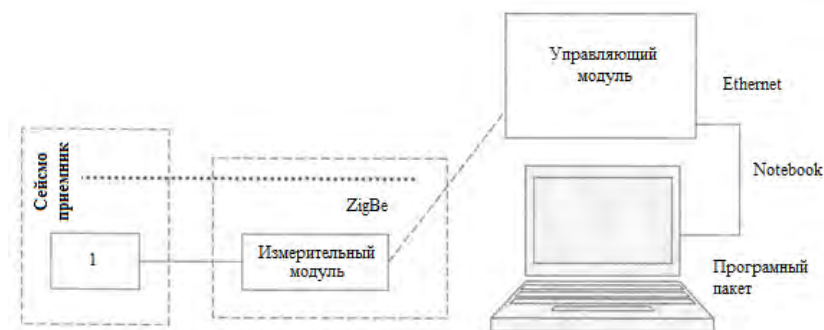 Управляющий
модуль
Ethernet
Сейсмо
приемник
ZigBe
Notebook
1
Измерительный
модуль
Програмный
пакет